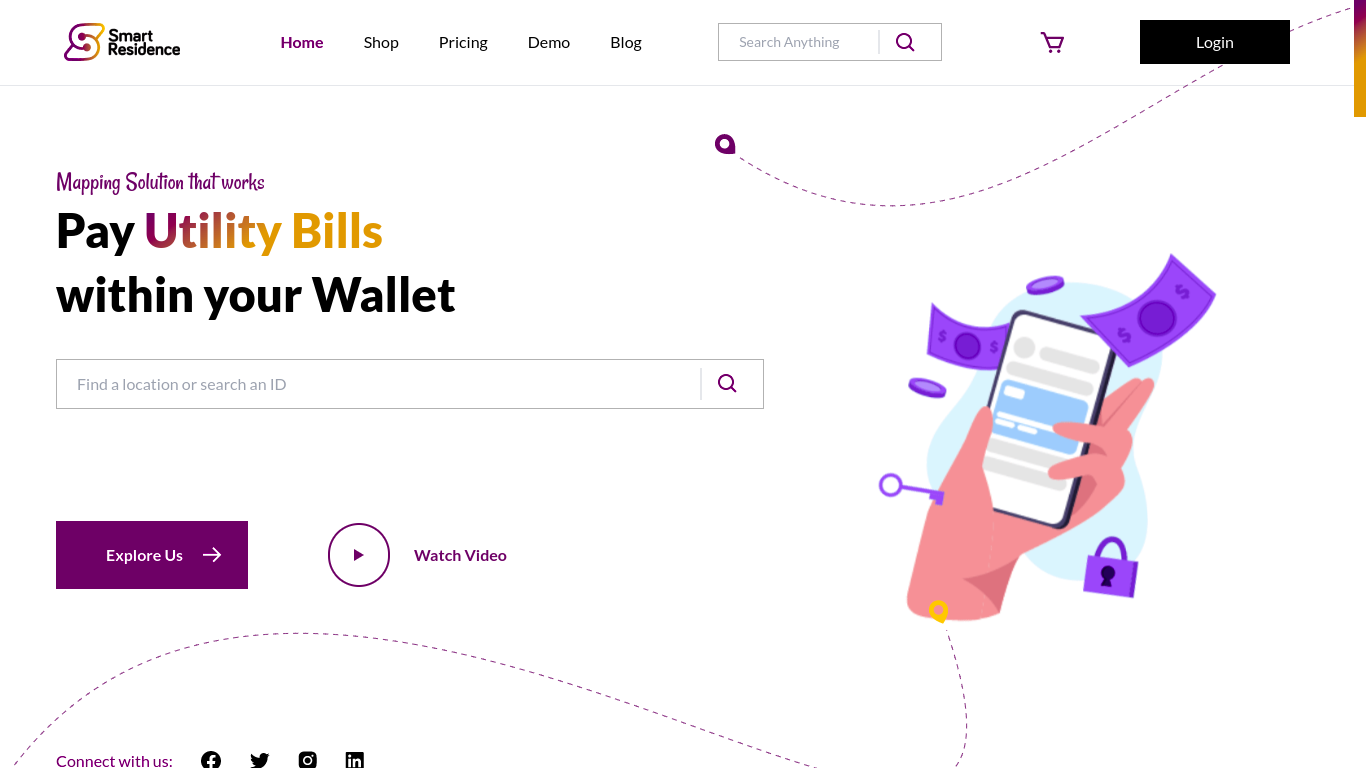 Smart
Residence
Home
Shop
Pricing
Demo
Blog
Search Anything
Login
Mapping Solution that works
Pay Utility Bills
within your Wallet
Find a location or search an ID
Explore Us
Watch Video
Connect with us: